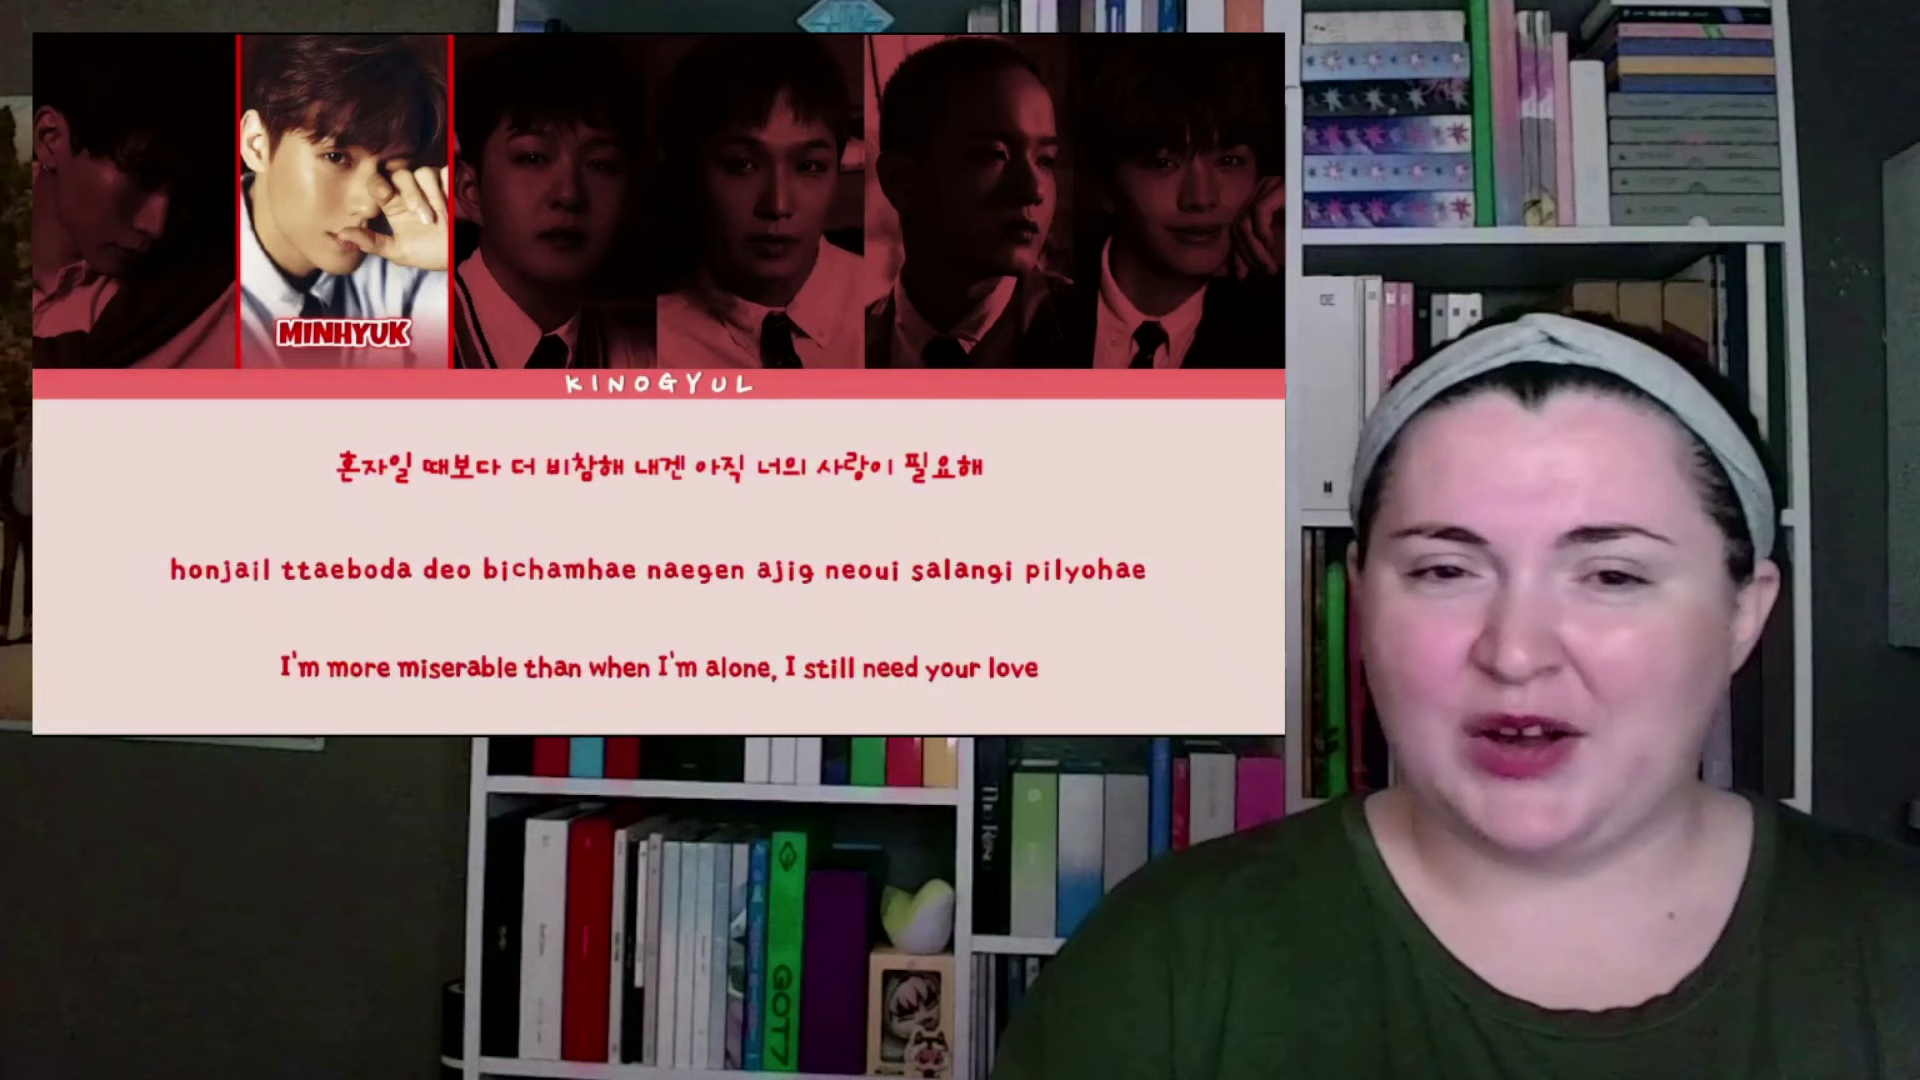 MINHYUK
KINOGYUL
혼자일 때보다 더 비참해 내겐 아직 너의 사랑이 필요해
honjail ttaeboda deo bichamhae naegen ajig neoui salangi pilyohae
I'm more miserable than when I'm alone, I still need your love
The Rose
GOT7